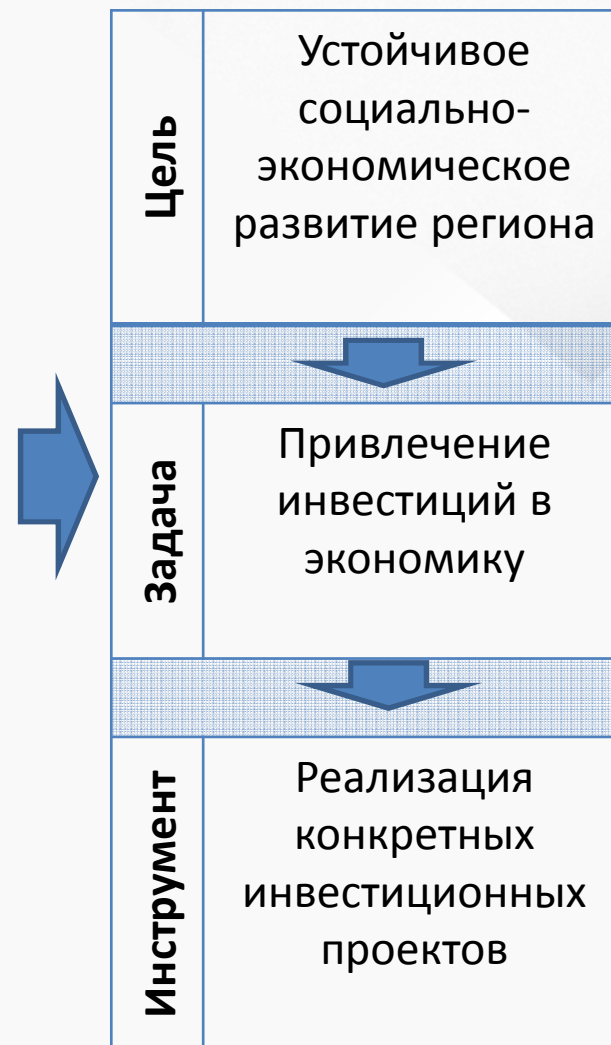 Цель
Устойчивое
социально-
экономическое
развитие региона
Задача
Привлечение
инвестиций в
экономику
Инструмент
Реализация
конкретных
инвестиционных
проектов